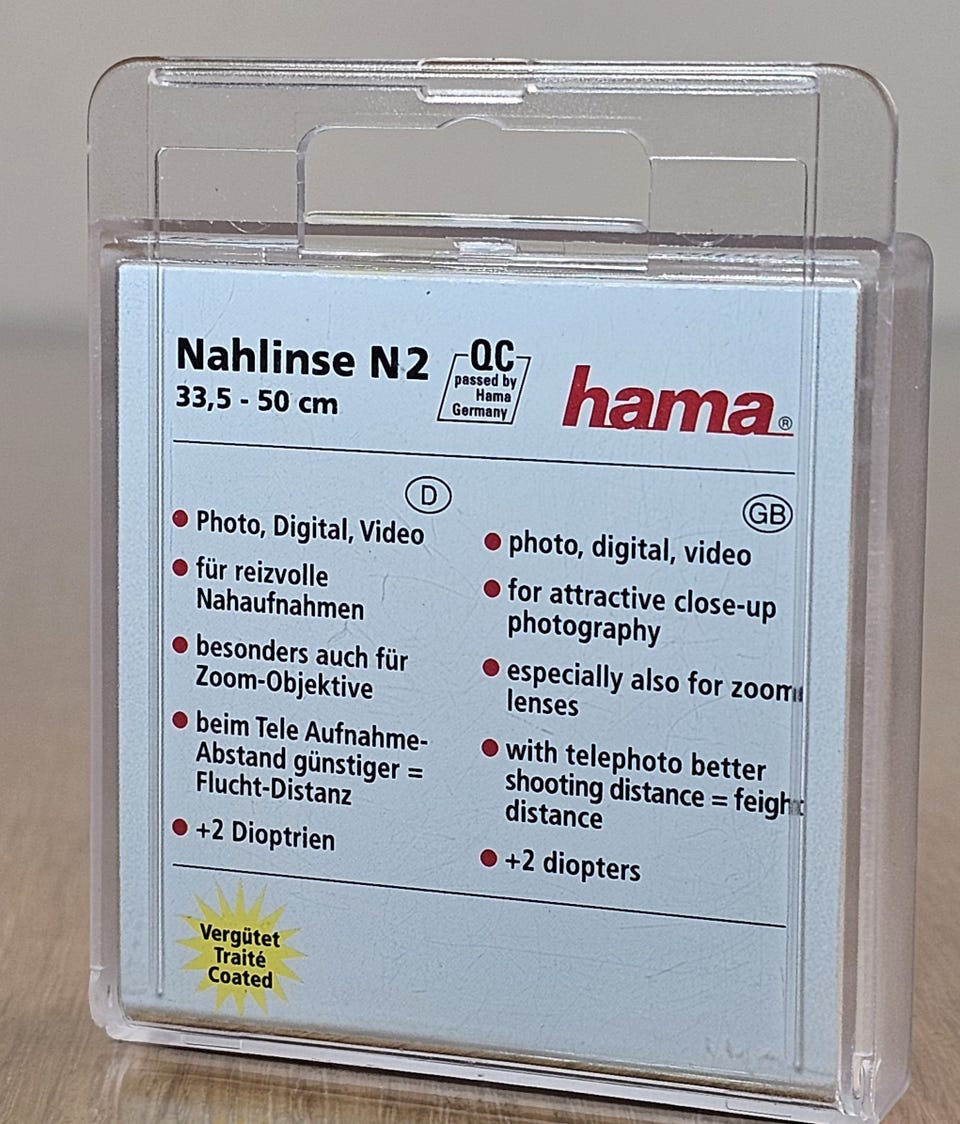 Nahlinse N2
33,5 - 50 cm
QC
passed by
Hama
Germany
hama®
D
Photo, Digital, Video
für reizvolle
Nahaufnahmen
besonders auch für
Zoom-Objektive
beim Tele Aufnahme-
Abstand günstiger =
Flucht-Distanz
+2 Dioptrien
GB
photo, digital, video
for attractive close-up
photography
especially also for zoom
lenses
with telephoto better
shooting distance = feight
distance
+2 diopters
Vergütet
Traité
Coated